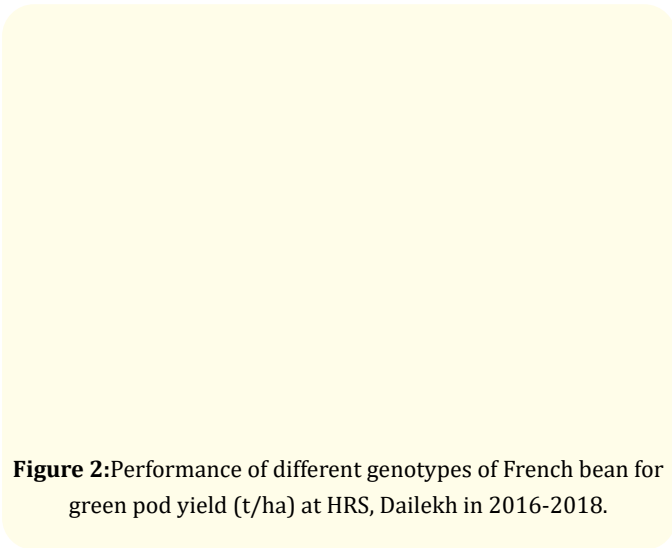 Figure 2:Performance of different genotypes of French bean for
green pod yield (t/ha) at HRS, Dailekh in 2016-2018.